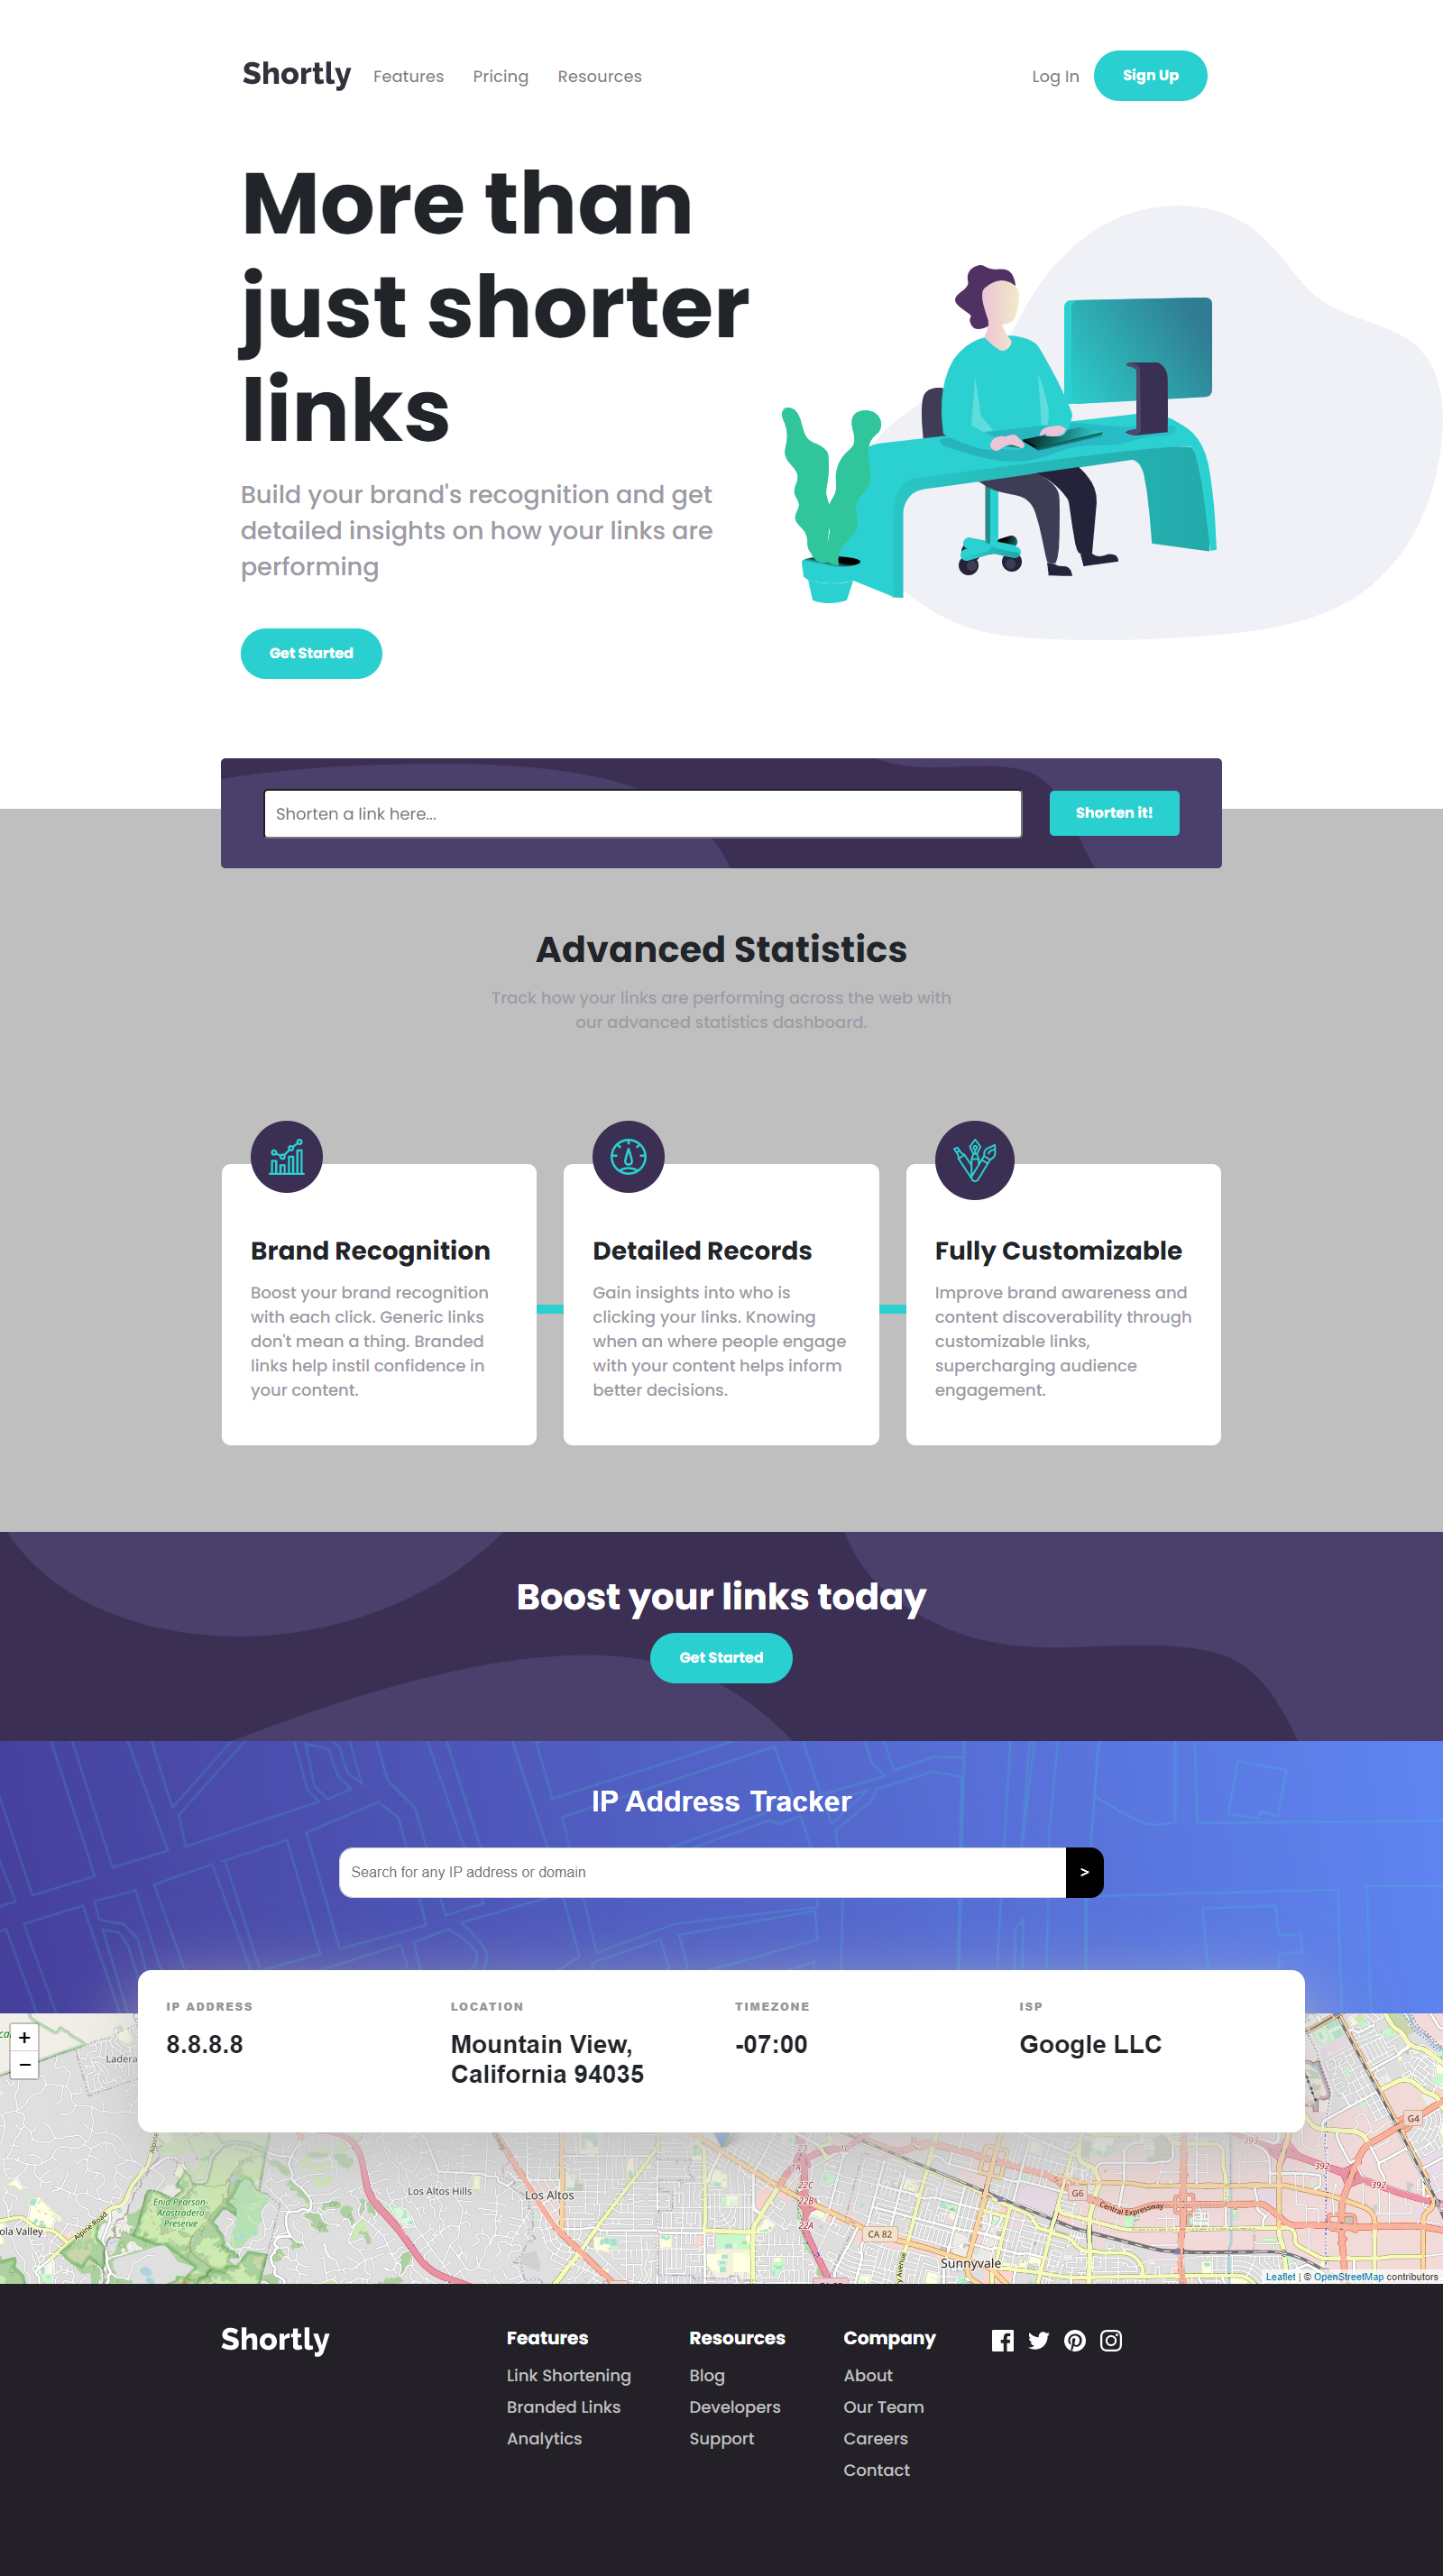 Shortly
Features
Pricing
Resources
Log In
Sign Up
More than
just shorter
links
Build your brand's recognition and get
detailed insights on how your links are
performing
Get Started
Shorten a link here...
Shorten it!
Advanced Statistics
Track how your links are performing across the web with
our advanced statistics dashboard.
Brand Recognition
Boost your brand recognition
with each click. Generic links
don't mean a thing. Branded
links help instil confidence in
your content.
Detailed Records
Gain insights into who is
clicking your links. Knowing
when an where people engage
with your content helps inform
better decisions.
Fully Customizable
Improve brand awareness and
content discoverability through
customizable links,
supercharging audience
engagement.
Boost your links today
Get Started
IP Address Tracker
Search for any IP address or domain
>
IP ADDRESS
8.8.8.8
LOCATION
Mountain View,
California 94035
TIMEZONE
-07:00
ISP
Google LLC
+
−
Ladera
G4
Alpine
23
1C
1A
22C
22B
22A
393
392
392
G6
Central Expressway
Los Altos Hills
Los Altos
Enid Pearson-
Arastradero
Preserve
Alpine Road
ola Valley
CA 82
Sunnyvale
Leaflet | © OpenStreetMap contributors
Shortly
Features
Link Shortening
Branded Links
Analytics
Resources
Blog
Developers
Support
Company
About
Our Team
Careers
Contact